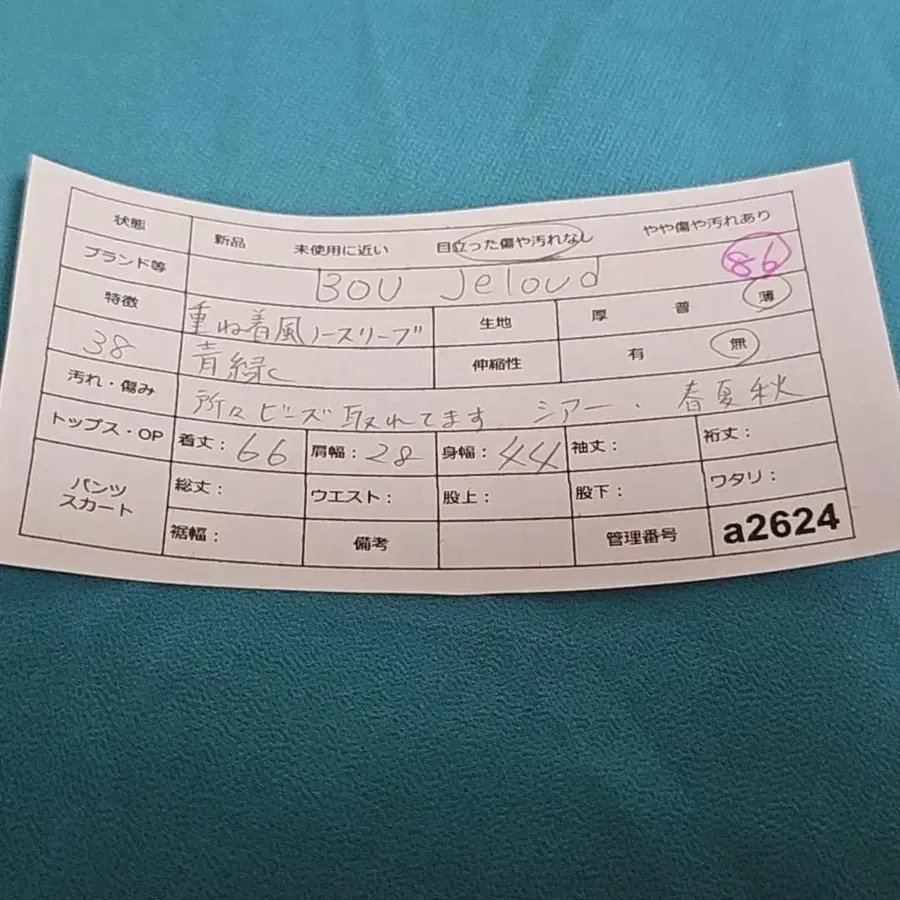 状態 新品 未使用に近い 目立った傷や汚れなし やや傷や汚れあり
ブランド等 BOU Jeloud 86
特徴 重ね着風ノースリーブ 生地 厚 普 薄
38 青緑C 伸縮性 有 無
汚れ・傷み 所々ビーズ取れてます シアー. 春夏秋
トップス・OP 着丈:66 肩幅:28 身幅:44 袖丈: 裄丈:
パンツ スカート 総丈: ウエスト: 股上: 股下: ワタリ:
裾幅: 備考 管理番号 a2624